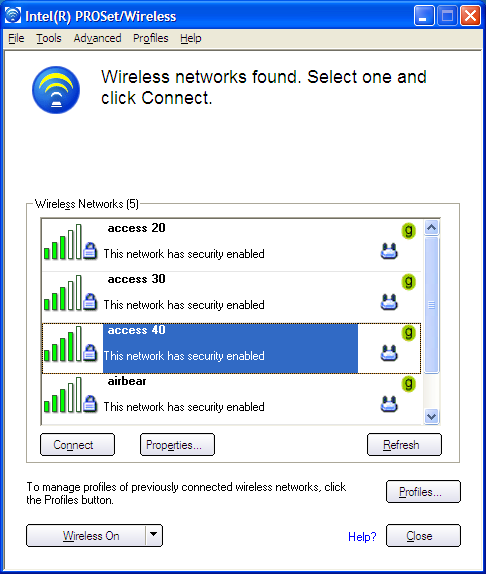 Intel(R) PROSet/Wireless
File Tools Advanced Profiles Help
Wireless networks found. Select one and
click Connect.
Wireless Networks (5)
access 20
g
This network has security enabled
access 30
g
This network has security enabled
access 40
g
This network has security enabled
airbear
g
This network has security enabled
Connect Properties... Refresh
To manage profiles of previously connected wireless networks, click
the Profiles button.
Profiles...
Wireless On Help? Close